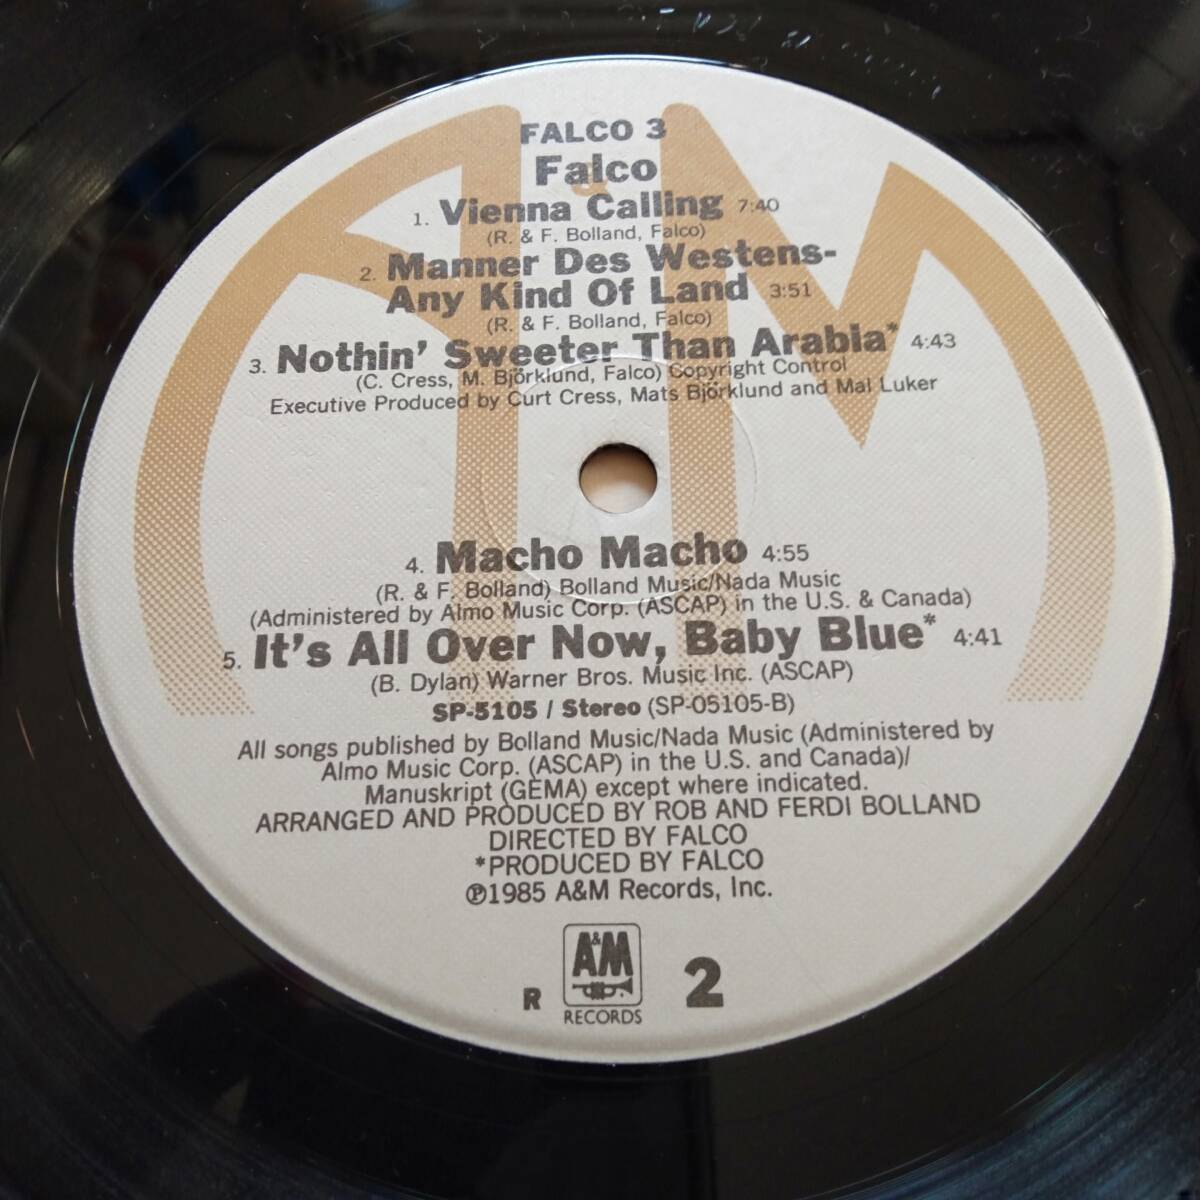 FALCO 3
Falco
1. Vienna Calling 7:40
(R. & F. Bolland, Falco)
2. Manner Des Westens-
Any Kind Of Land 3:51
(R. & F. Bolland, Falco)
3. Nothin' Sweeter Than Arabia* 4:43
(C. Cress, M. Björklund, Falco) Copyright Control
Executive Produced by Curt Cress, Mats Björklund and Mal Luker
4. Macho Macho 4:55
(R. & F. Bolland) Bolland Music/Nada Music
(Administered by Almo Music Corp. (ASCAP) in the U.S. & Canada)
5. It's All Over Now, Baby Blue* 4:41
(B. Dylan) Warner Bros. Music Inc. (ASCAP)
SP-5105 / Stereo (SP-05105-B)
All songs published by Bolland Music/Nada Music (Administered by
Almo Music Corp. (ASCAP) in the U.S. and Canada)/
Manuskript (GEMA) except where indicated.
ARRANGED AND PRODUCED BY ROB AND FERDI BOLLAND
DIRECTED BY FALCO
*PRODUCED BY FALCO
℗1985 A&M Records, Inc.
A&M
R
RECORDS
2